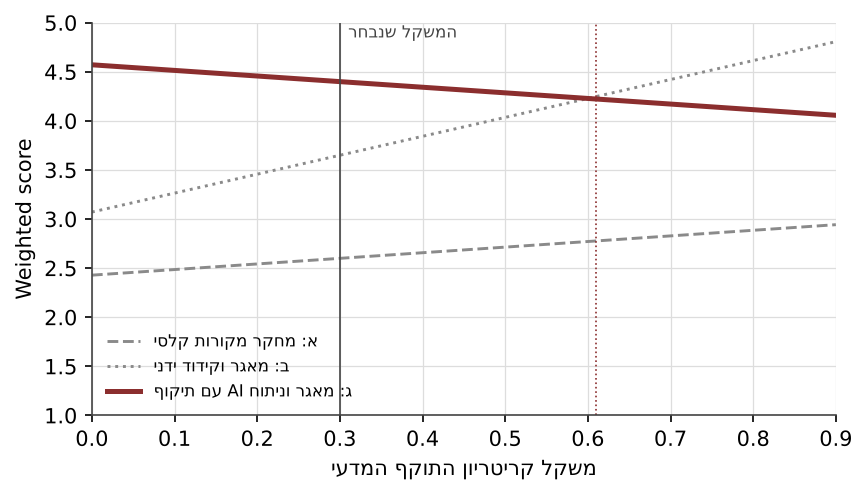 המשקל שנבחר
Weighted score
5.0
4.5
4.0
3.5
3.0
2.5
2.0
1.5
1.0
א: מחקר מקורות קלסי
ב: מאגר וקידוד ידני
ג: מאגר וניתוח AI עם תיקוף
0.0 0.1 0.2 0.3 0.4 0.5 0.6 0.7 0.8 0.9
משקל קריטריון התוקף המדעי